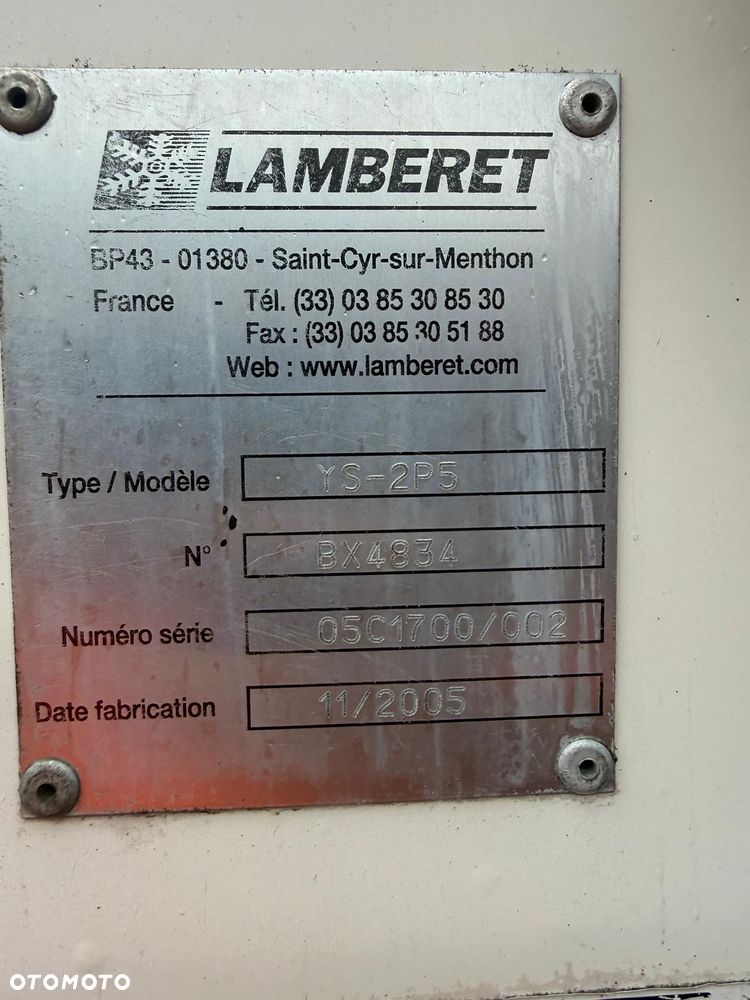 LAMBERET
BP43 - 01380 - Saint-Cyr-sur-Menthon
France - Tél. (33) 03 85 30 85 30
Fax : (33) 03 85 30 51 88
Web : www.lamberet.com
Type / Modèle YS-2P5
N° BX4834
Numéro série 05C1700/002
Date fabrication 11/2005
OTOMOTO